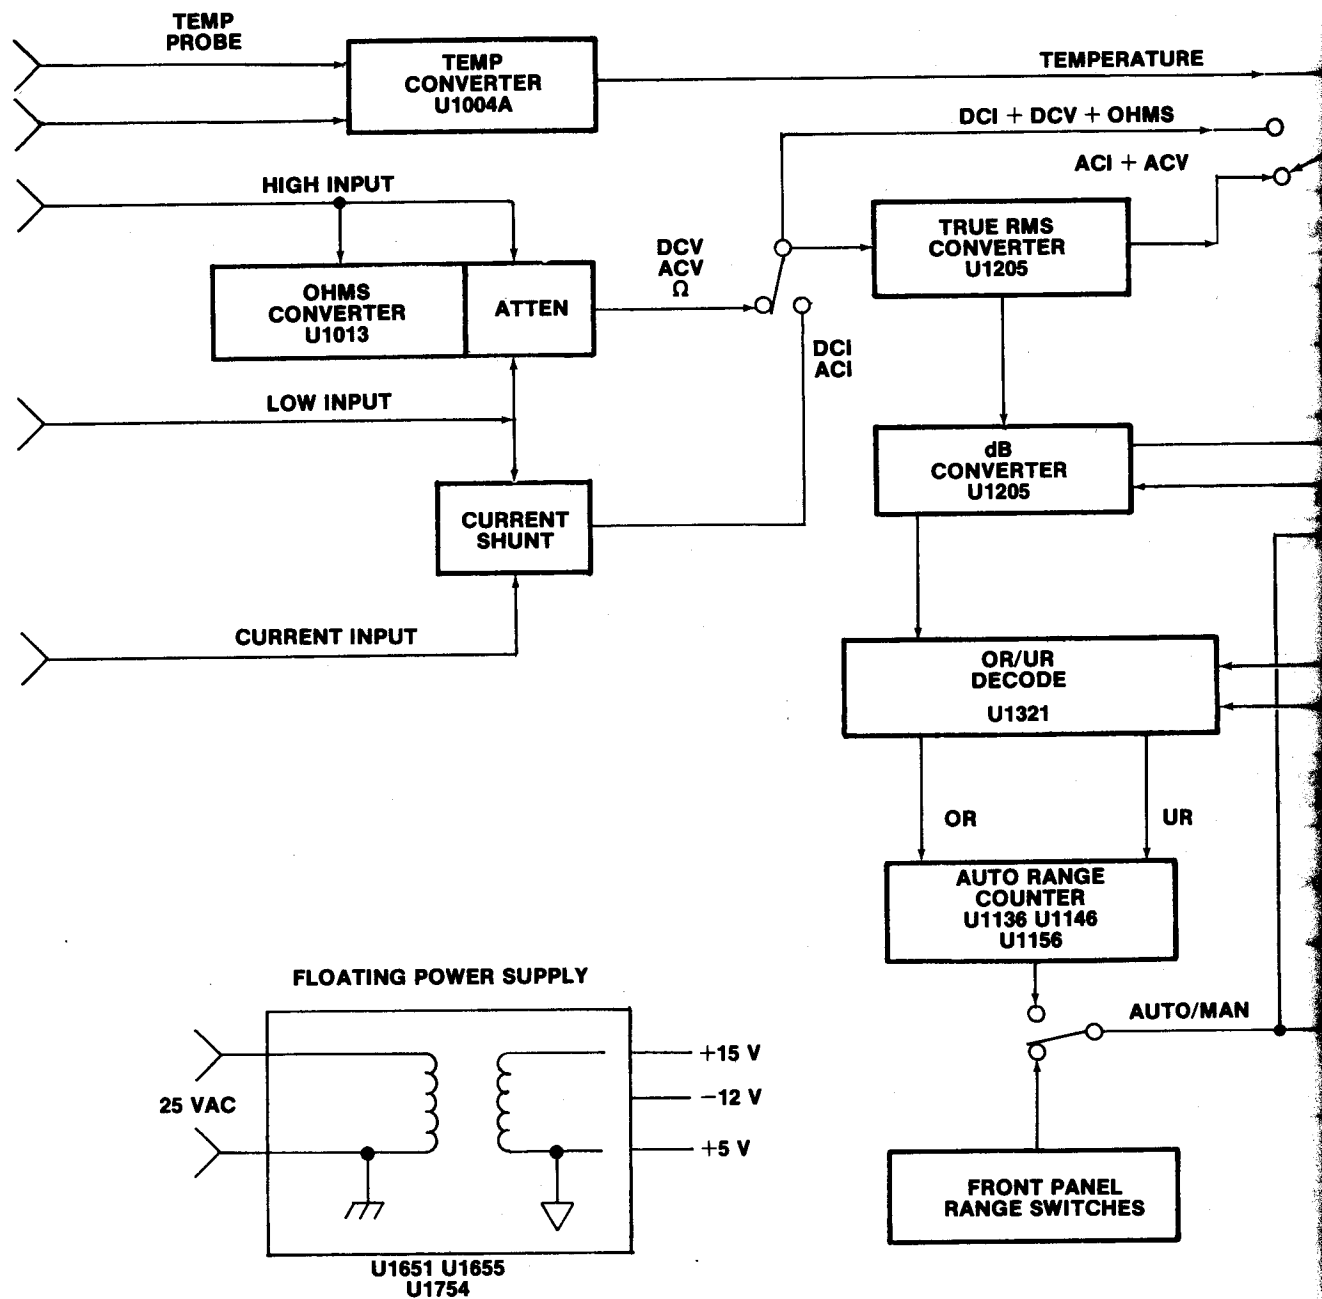 TEMP
PROBE
TEMP
CONVERTER
U1004A
TEMPERATURE
DCI + DCV + OHMS
ACI + ACV
HIGH INPUT
OHMS
CONVERTER
U1013
ATTEN
DCV
ACV
Ω
TRUE RMS
CONVERTER
U1205
DCI
ACI
LOW INPUT
dB
CONVERTER
U1205
CURRENT
SHUNT
CURRENT INPUT
OR/UR
DECODE
U1321
OR
UR
AUTO RANGE
COUNTER
U1136 U1146
U1156
AUTO/MAN
FRONT PANEL
RANGE SWITCHES
FLOATING POWER SUPPLY
25 VAC
+15 V
−12 V
+5 V
U1651 U1655
U1754